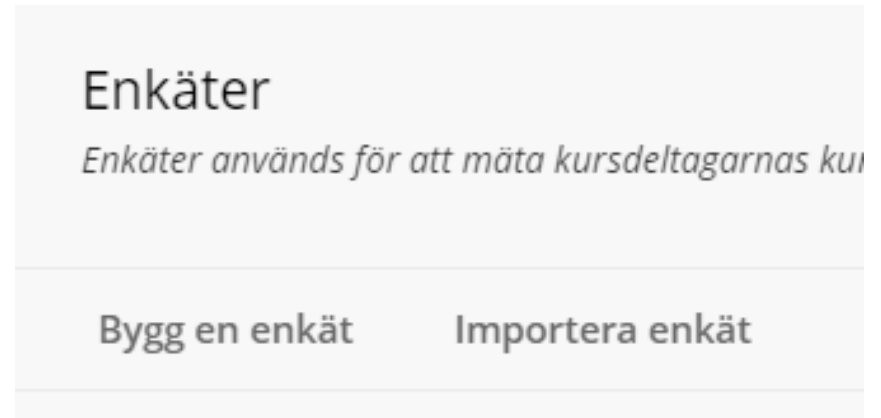 Enkäter
Enkäter används för att mäta kursdeltagarnas
Bygg en enkät Importera enkät